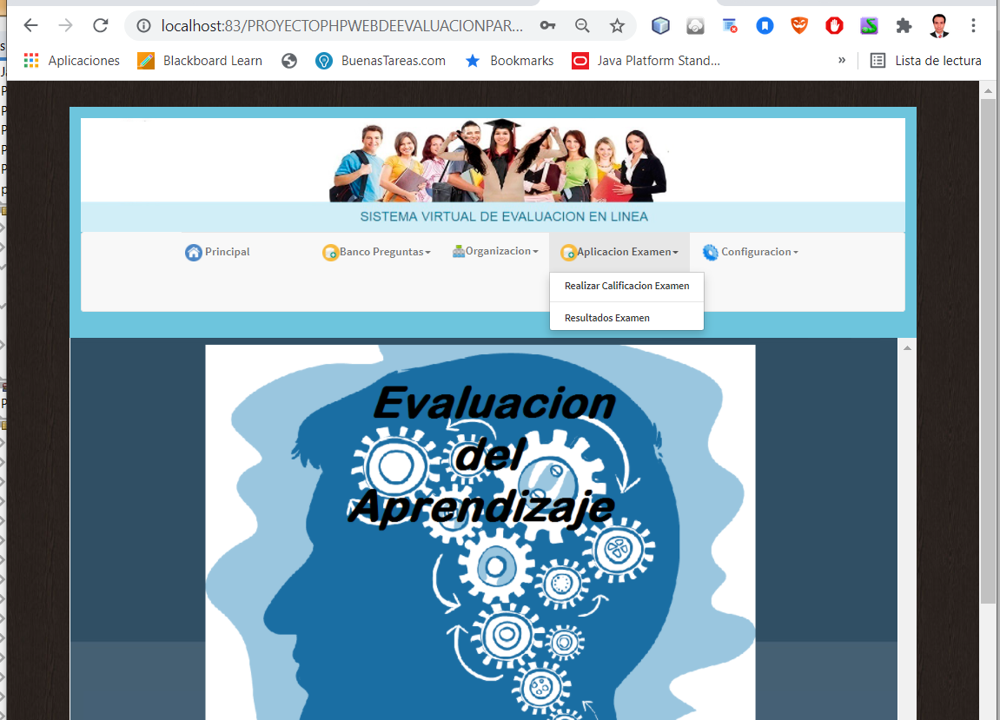 localhost:83/PROYECTOPHPWEBDEEVALUACIONPAR...
Aplicaciones
Blackboard Learn
BuenasTareas.com
Bookmarks
Java Platform Stand...
»
Lista de lectura
SISTEMA VIRTUAL DE EVALUACION EN LINEA
Principal
Banco Preguntas
Organizacion
Aplicacion Examen
Configuracion
Realizar Calificacion Examen
Resultados Examen
Evaluacion
del
Aprendizaje